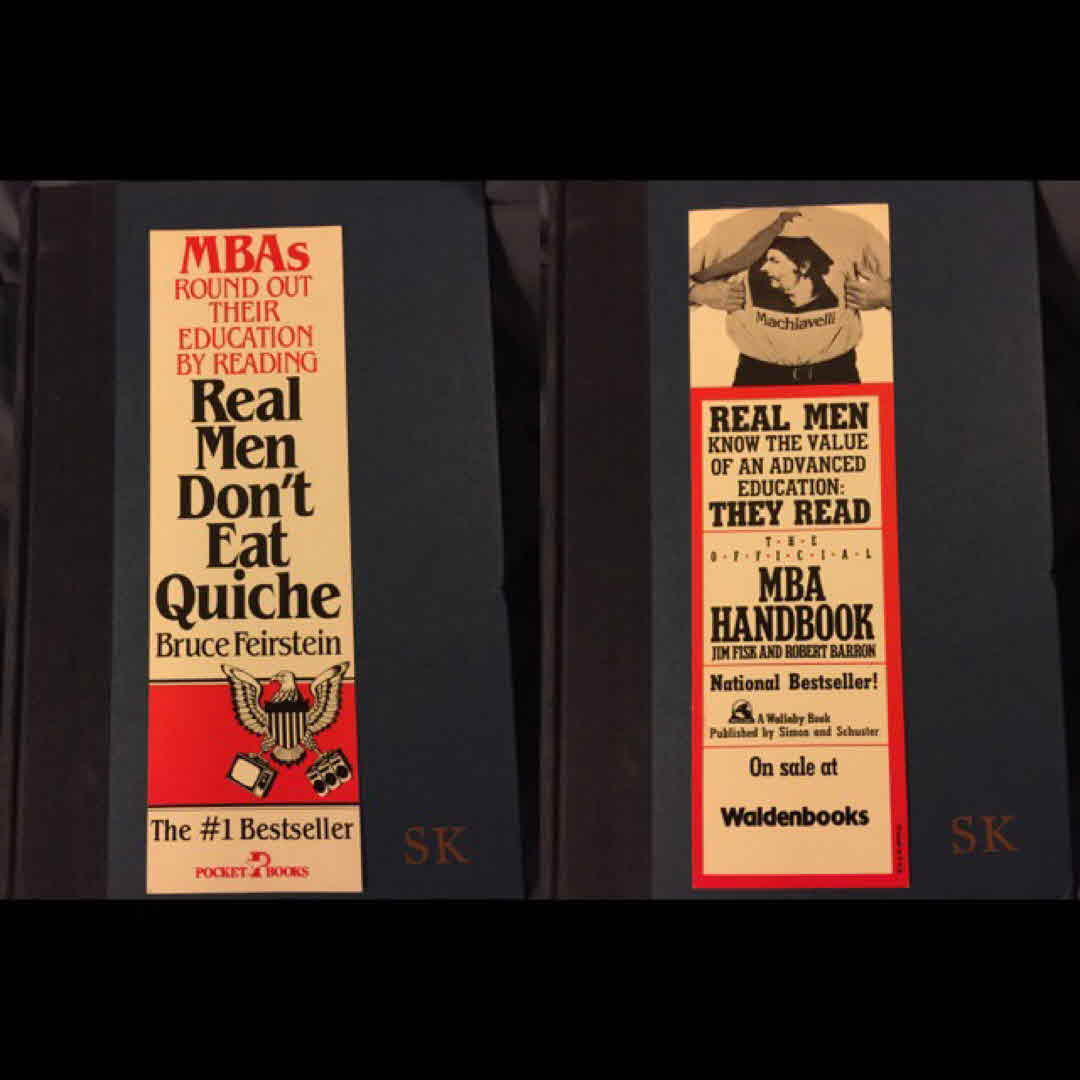 MBAs
ROUND OUT
THEIR
EDUCATION
BY READING
Real
Men
Don't
Eat
Quiche
Bruce Feirstein
The #1 Bestseller
POCKET BOOKS
SK
Machiavelli
REAL MEN
KNOW THE VALUE
OF AN ADVANCED
EDUCATION:
THEY READ
T•H•E
O•F•F•I•C•I•A•L
MBA
HANDBOOK
JIM FISK AND ROBERT BARRON
National Bestseller!
A Wallaby Book
Published by Simon and Schuster
On sale at
Waldenbooks
SK